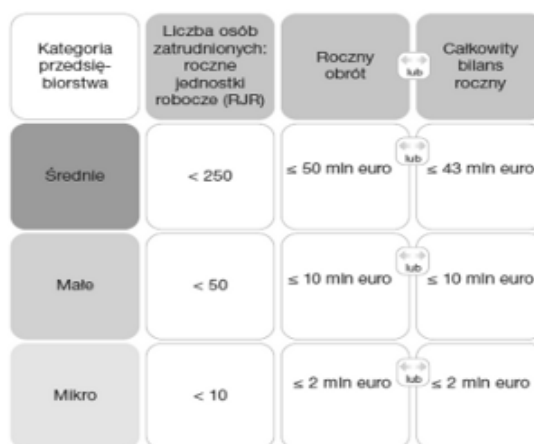 Kategoria
przedsię-
biorstwa
Liczba osób
zatrudnionych:
roczne
jednostki
robocze (RJR)
Roczny
obrót
lub
Całkowity
bilans
roczny
Średnie
< 250
≤ 50 mln euro
lub
≤ 43 mln euro
Małe
< 50
≤ 10 mln euro
lub
≤ 10 mln euro
Mikro
< 10
≤ 2 mln euro
lub
≤ 2 mln euro